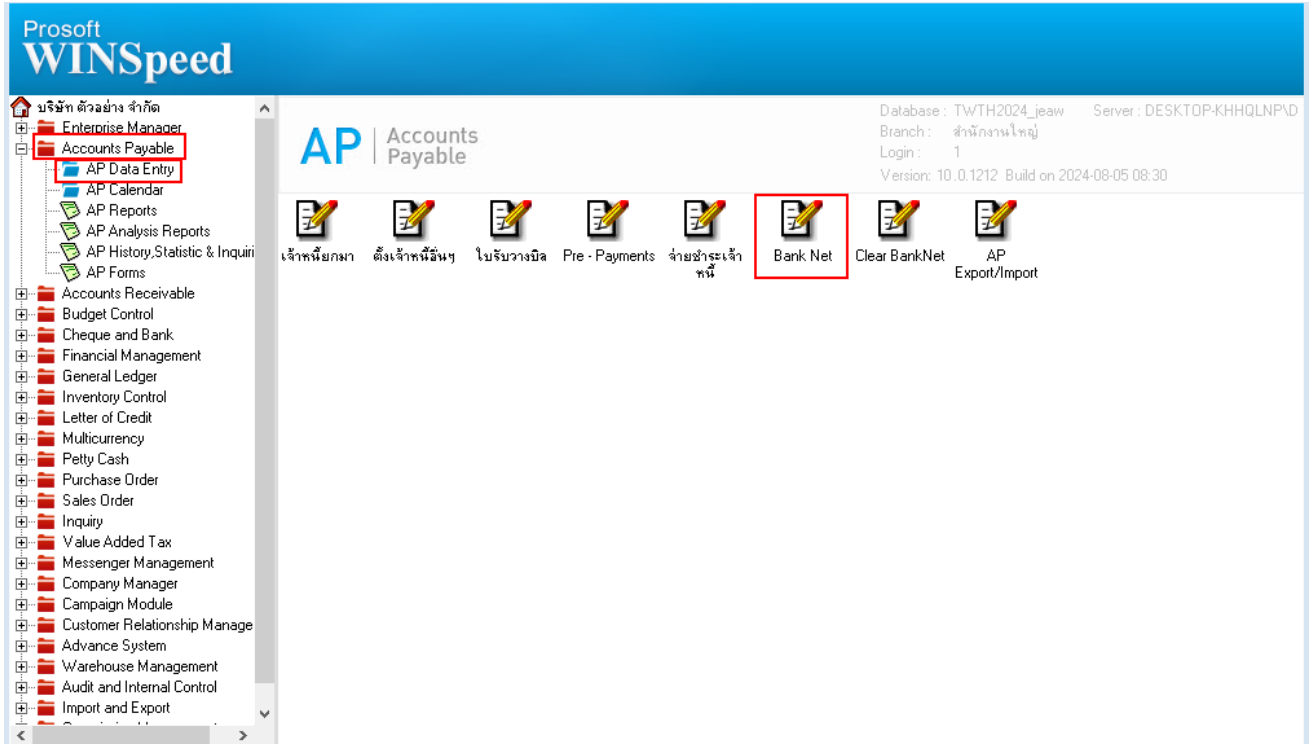 Prosoft
WINSpeed
บริษัท ตัวอย่าง จำกัด
Enterprise Manager
Accounts Payable
AP Data Entry
AP Calendar
AP Reports
AP Analysis Reports
AP History,Statistic & Inquiri
AP Forms
Accounts Receivable
Budget Control
Cheque and Bank
Financial Management
General Ledger
Inventory Control
Letter of Credit
Multicurrency
Petty Cash
Purchase Order
Sales Order
Inquiry
Value Added Tax
Messenger Management
Company Manager
Campaign Module
Customer Relationship Manage
Advance System
Warehouse Management
Audit and Internal Control
Import and Export
AP Accounts
Payable
Database : TWTH2024_jeaw Server : DESKTOP-KHHQLNP\D
Branch : สำนักงานใหญ่
Login : 1
Version: 10.0.1212 Build on 2024-08-05 08:30
เจ้าหนี้ยกมา ตั้งเจ้าหนี้อื่นๆ ใบรับวางบิล Pre - Payments จ่ายชำระเจ้า Bank Net Clear BankNet AP
หนี้ Export/Import